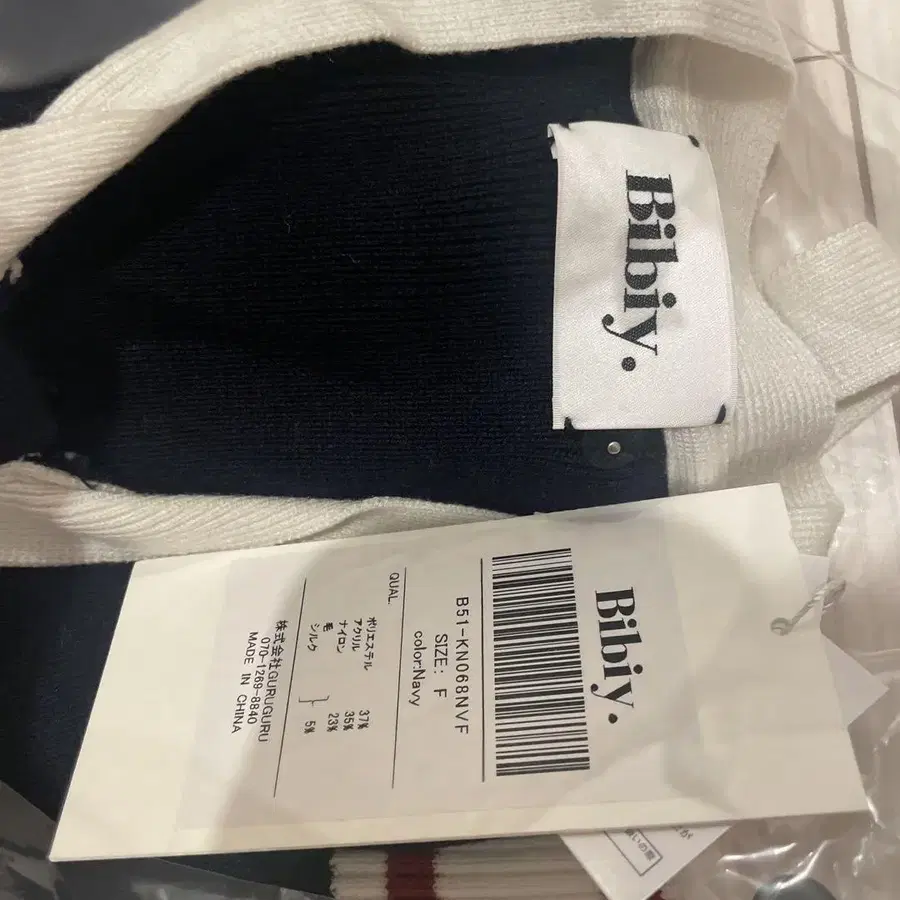 Bibiy.
Bibiy.
B51-KN068NVF
SIZE: F
color:Navy
QUAL.
ポリエステル 37%
アクリル 35%
ナイロン 23%
毛
シルク } 5%
株式会社GURUGURU
070-1269-8840
MADE IN CHINA